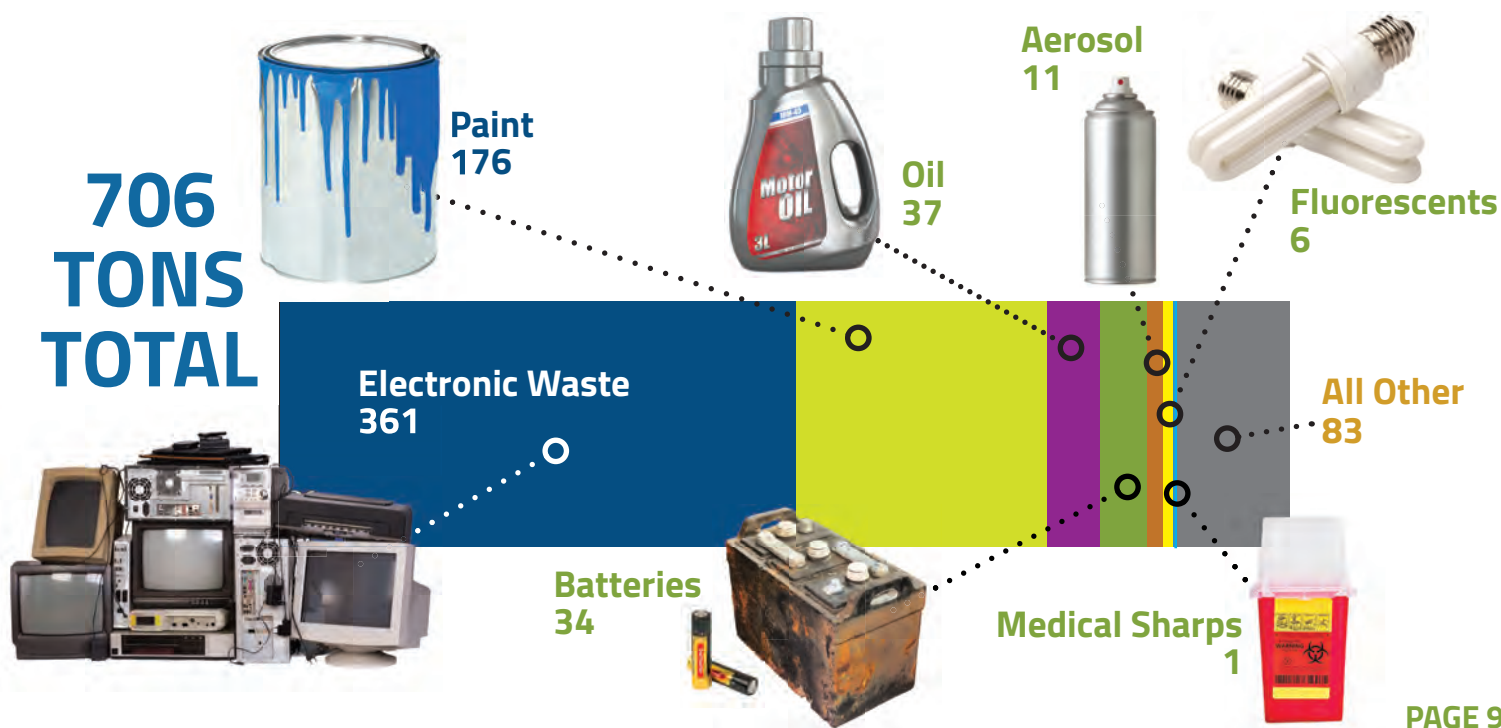 706
TONS
TOTAL
Paint
176
Motor
OIL
3L
Oil
37
Aerosol
11
Fluorescents
6
Electronic Waste
361
All Other
83
Batteries
34
Medical Sharps
1
PAGE 9